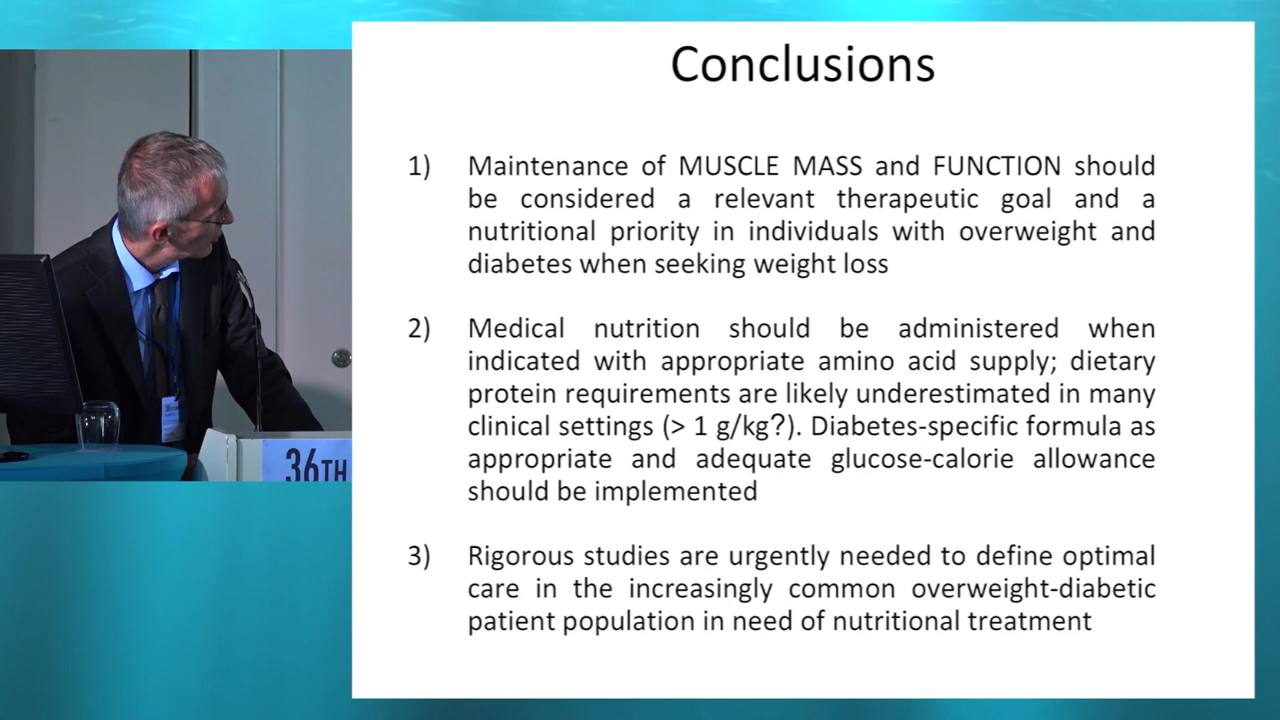 Conclusions
1) Maintenance of MUSCLE MASS and FUNCTION should
be considered a relevant therapeutic goal and a
nutritional priority in individuals with overweight and
diabetes when seeking weight loss
2) Medical nutrition should be administered when
indicated with appropriate amino acid supply; dietary
protein requirements are likely underestimated in many
clinical settings (> 1 g/kg?). Diabetes-specific formula as
appropriate and adequate glucose-calorie allowance
should be implemented
3) Rigorous studies are urgently needed to define optimal
care in the increasingly common overweight-diabetic
patient population in need of nutritional treatment
36TH